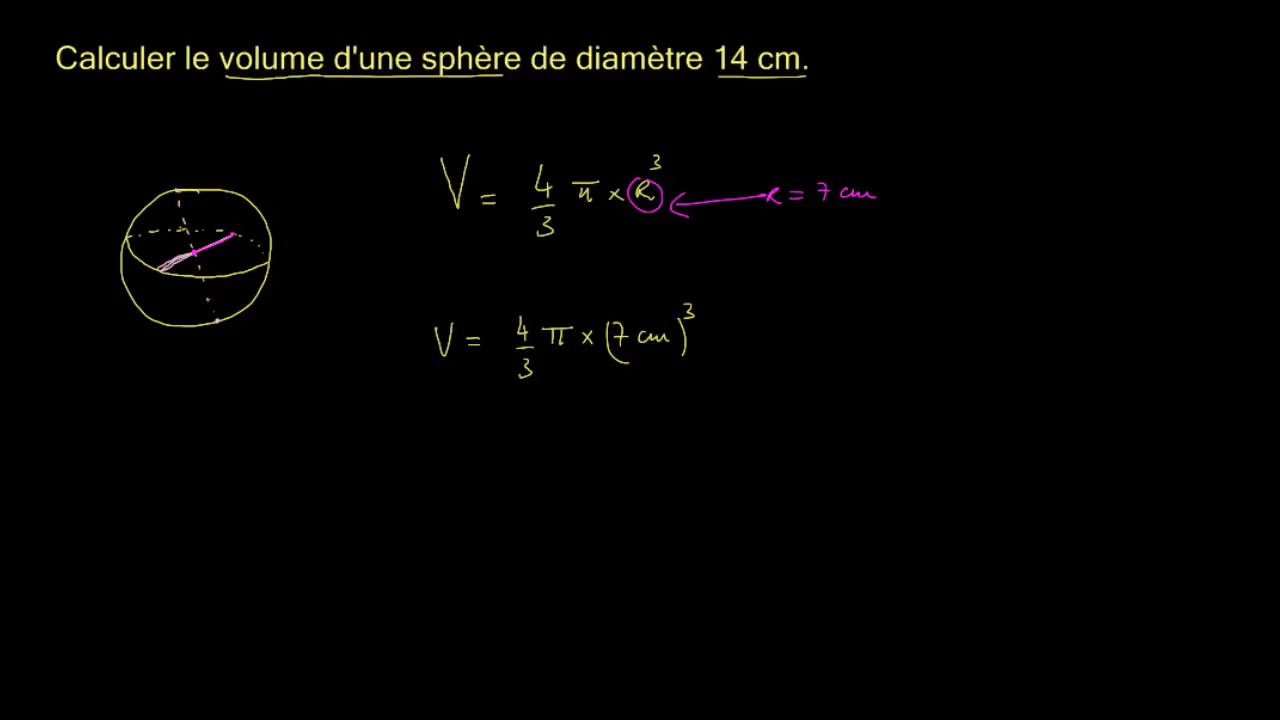 Calculer le volume d'une sphère de diamètre 14 cm.
V = 4/3 π × R³ ← R = 7 cm
V = 4/3 π × (7 cm)³